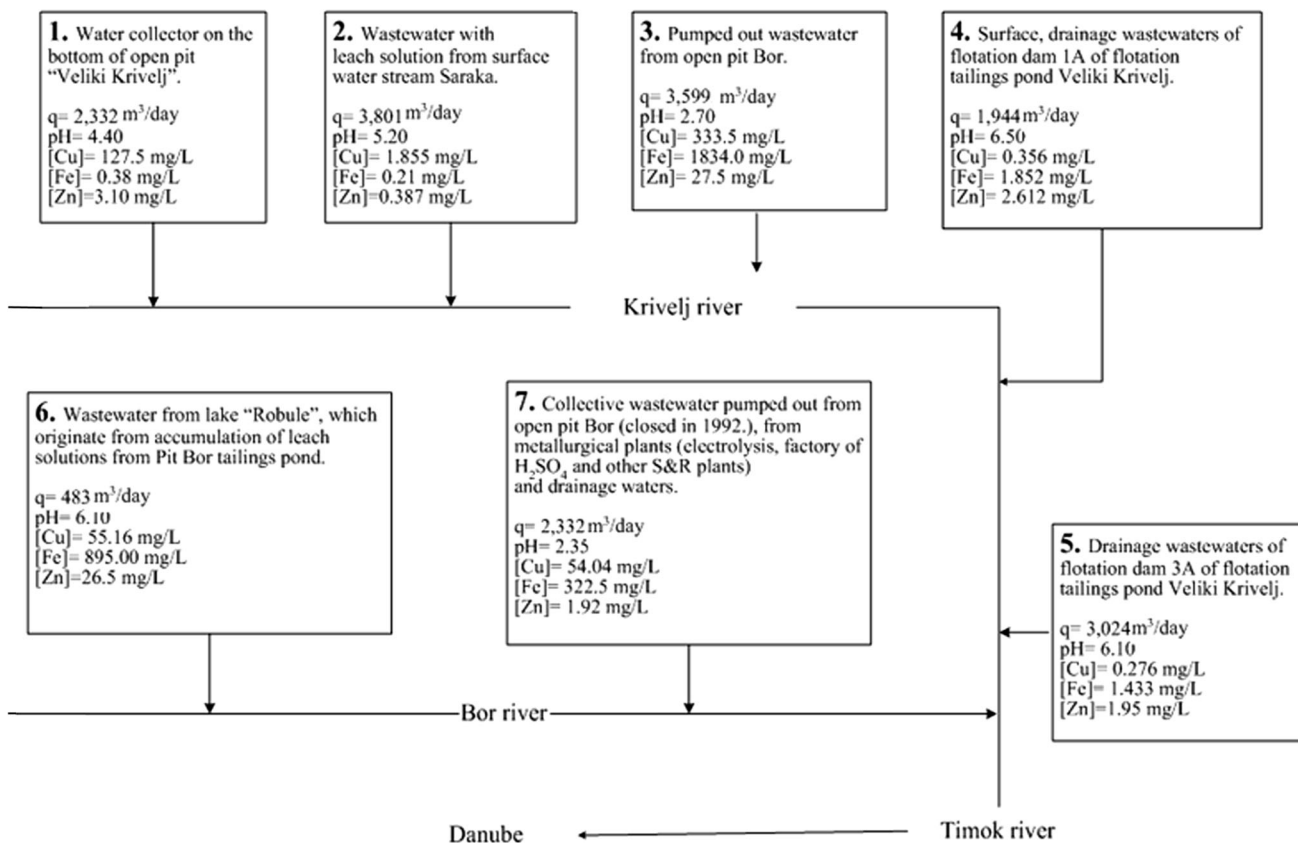 1. Water collector on the
bottom of open pit
“Veliki Krivelj”.
q= 2,332 m³/day
pH= 4.40
[Cu]= 127.5 mg/L
[Fe]= 0.38 mg/L
[Zn]=3.10 mg/L
2. Wastewater with
leach solution from surface
water stream Saraka.
q= 3,801m³/day
pH= 5.20
[Cu]= 1.855 mg/L
[Fe]= 0.21 mg/L
[Zn]=0.387 mg/L
3. Pumped out wastewater
from open pit Bor.
q= 3,599 m³/day
pH= 2.70
[Cu]= 333.5 mg/L
[Fe]= 1834.0 mg/L
[Zn]= 27.5 mg/L
4. Surface, drainage wastewaters of
flotation dam 1A of flotation
tailings pond Veliki Krivelj.
q= 1,944m³/day
pH= 6.50
[Cu]= 0.356 mg/L
[Fe]= 1.852 mg/L
[Zn]= 2.612 mg/L
Krivelj river
6. Wastewater from lake “Robule”, which
originate from accumulation of leach
solutions from Pit Bor tailings pond.
q= 483m³/day
pH= 6.10
[Cu]= 55.16 mg/L
[Fe]= 895.00 mg/L
[Zn]=26.5 mg/L
7. Collective wastewater pumped out from
open pit Bor (closed in 1992.), from
metallurgical plants (electrolysis, factory of
H₂SO₄ and other S&R plants)
and drainage waters.
q= 2,332m³/day
pH= 2.35
[Cu]= 54.04 mg/L
[Fe]= 322.5 mg/L
[Zn]= 1.92 mg/L
5. Drainage wastewaters of
flotation dam 3A of flotation
tailings pond Veliki Krivelj.
q= 3,024m³/day
pH= 6.10
[Cu]= 0.276 mg/L
[Fe]= 1.433 mg/L
[Zn]=1.95 mg/L
Bor river
Danube
Timok river